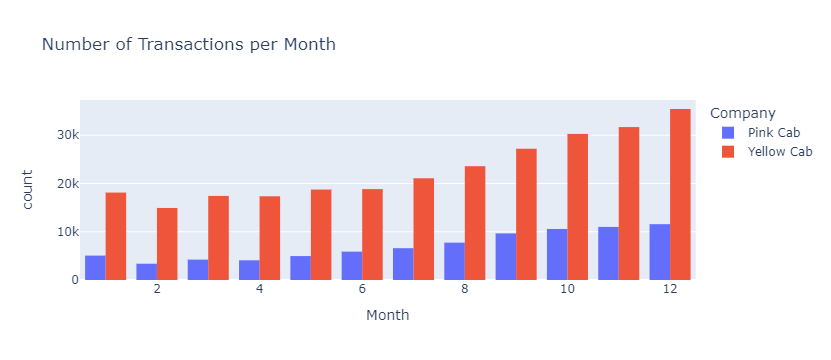 Number of Transactions per Month
count
30k
20k
10k
0
2
4
6
8
10
12
Month
Company
Pink Cab
Yellow Cab